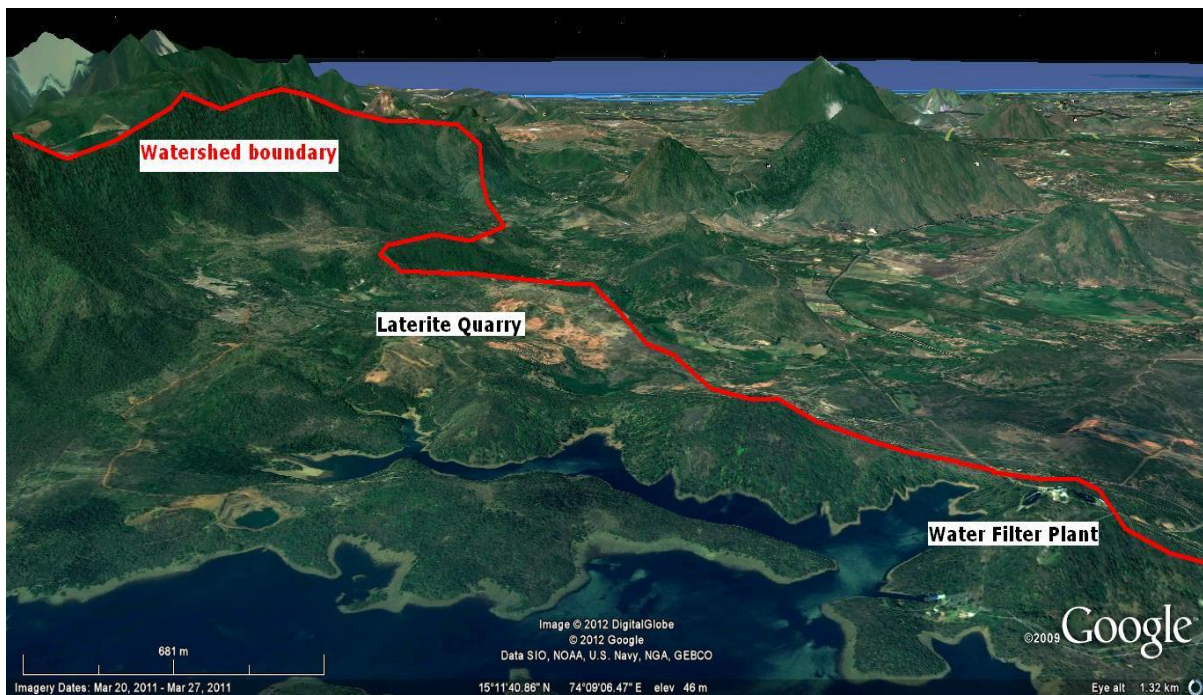 Watershed boundary
Laterite Quarry
Water Filter Plant
Image © 2012 DigitalGlobe
© 2012 Google
Data SIO, NOAA, U.S. Navy, NGA, GEBCO
©2009 Google
681 m
Imagery Dates: Mar 20, 2011 - Mar 27, 2011
15°11'40.86" N 74°09'06.47" E elev 46 m
Eye alt 1.32 km